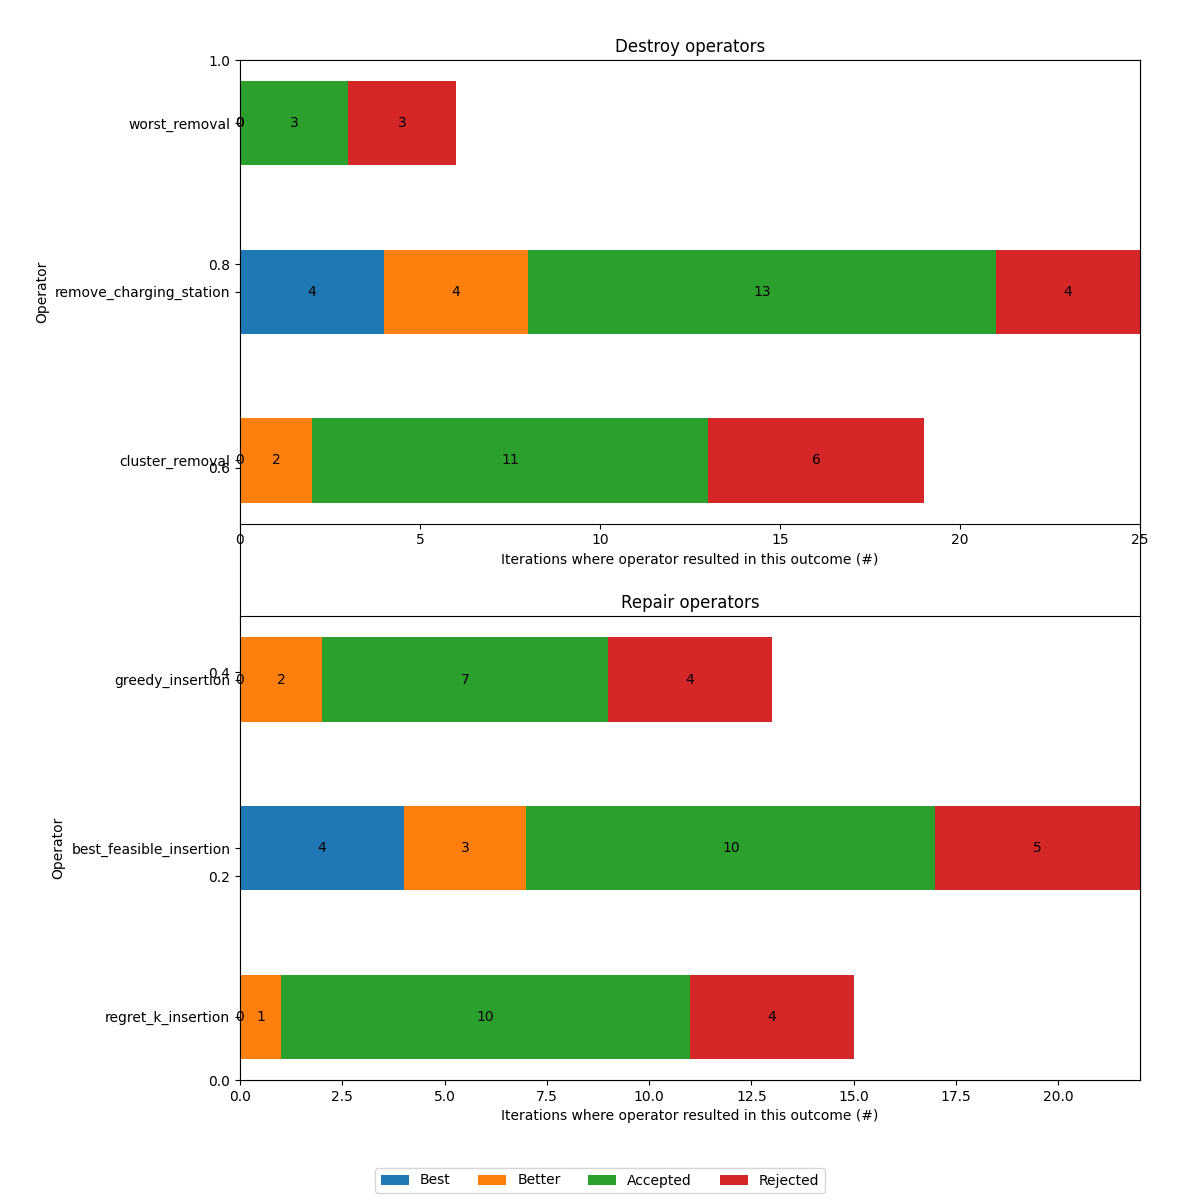 Destroy operators
1.0
worst_removal 0 3 3
0.8
Operator
remove_charging_station 4 4 13 4
cluster_removal 0 2 11 6
0.6
0 5 10 15 20 25
Iterations where operator resulted in this outcome (#)
Repair operators
0.4
greedy_insertion 0 2 7 4
Operator
best_feasible_insertion 4 3 10 5
0.2
regret_k_insertion 0 1 10 4
0.0
0.0 2.5 5.0 7.5 10.0 12.5 15.0 17.5 20.0
Iterations where operator resulted in this outcome (#)
Best Better Accepted Rejected